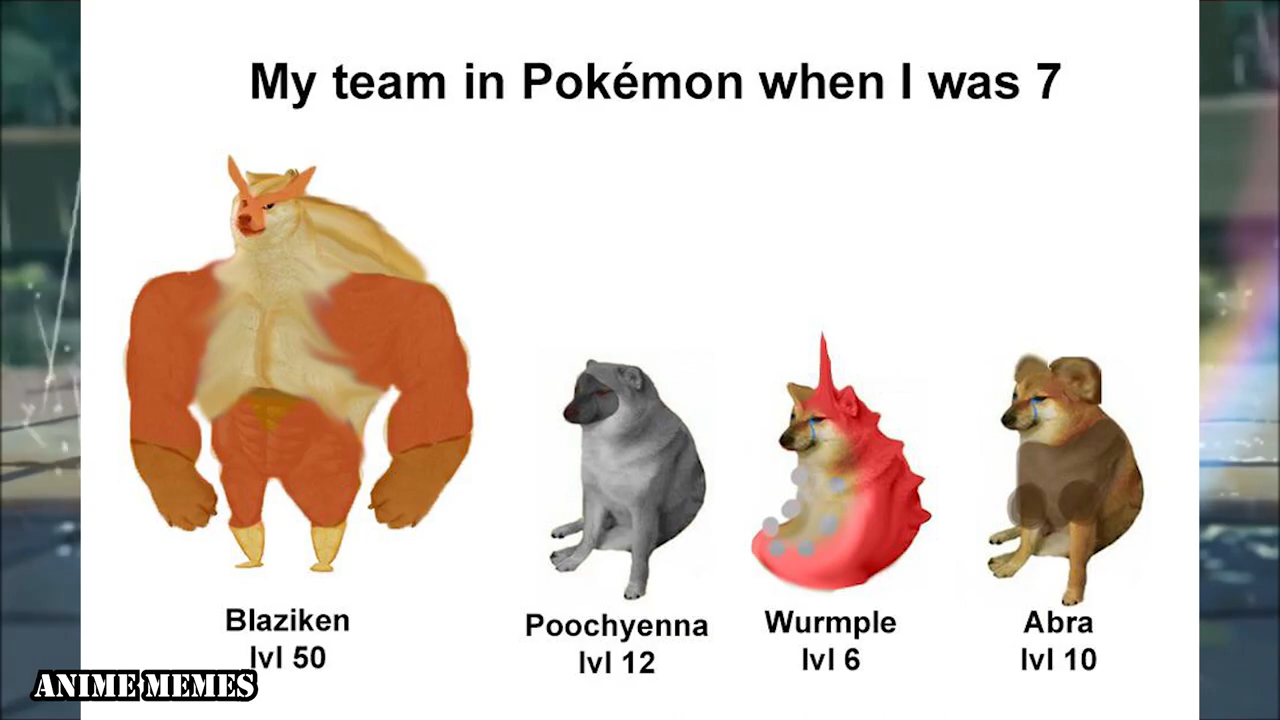 My team in Pokémon when I was 7
Blaziken
lvl 50
Poochyenna
lvl 12
Wurmple
lvl 6
Abra
lvl 10
ANIME MEMES